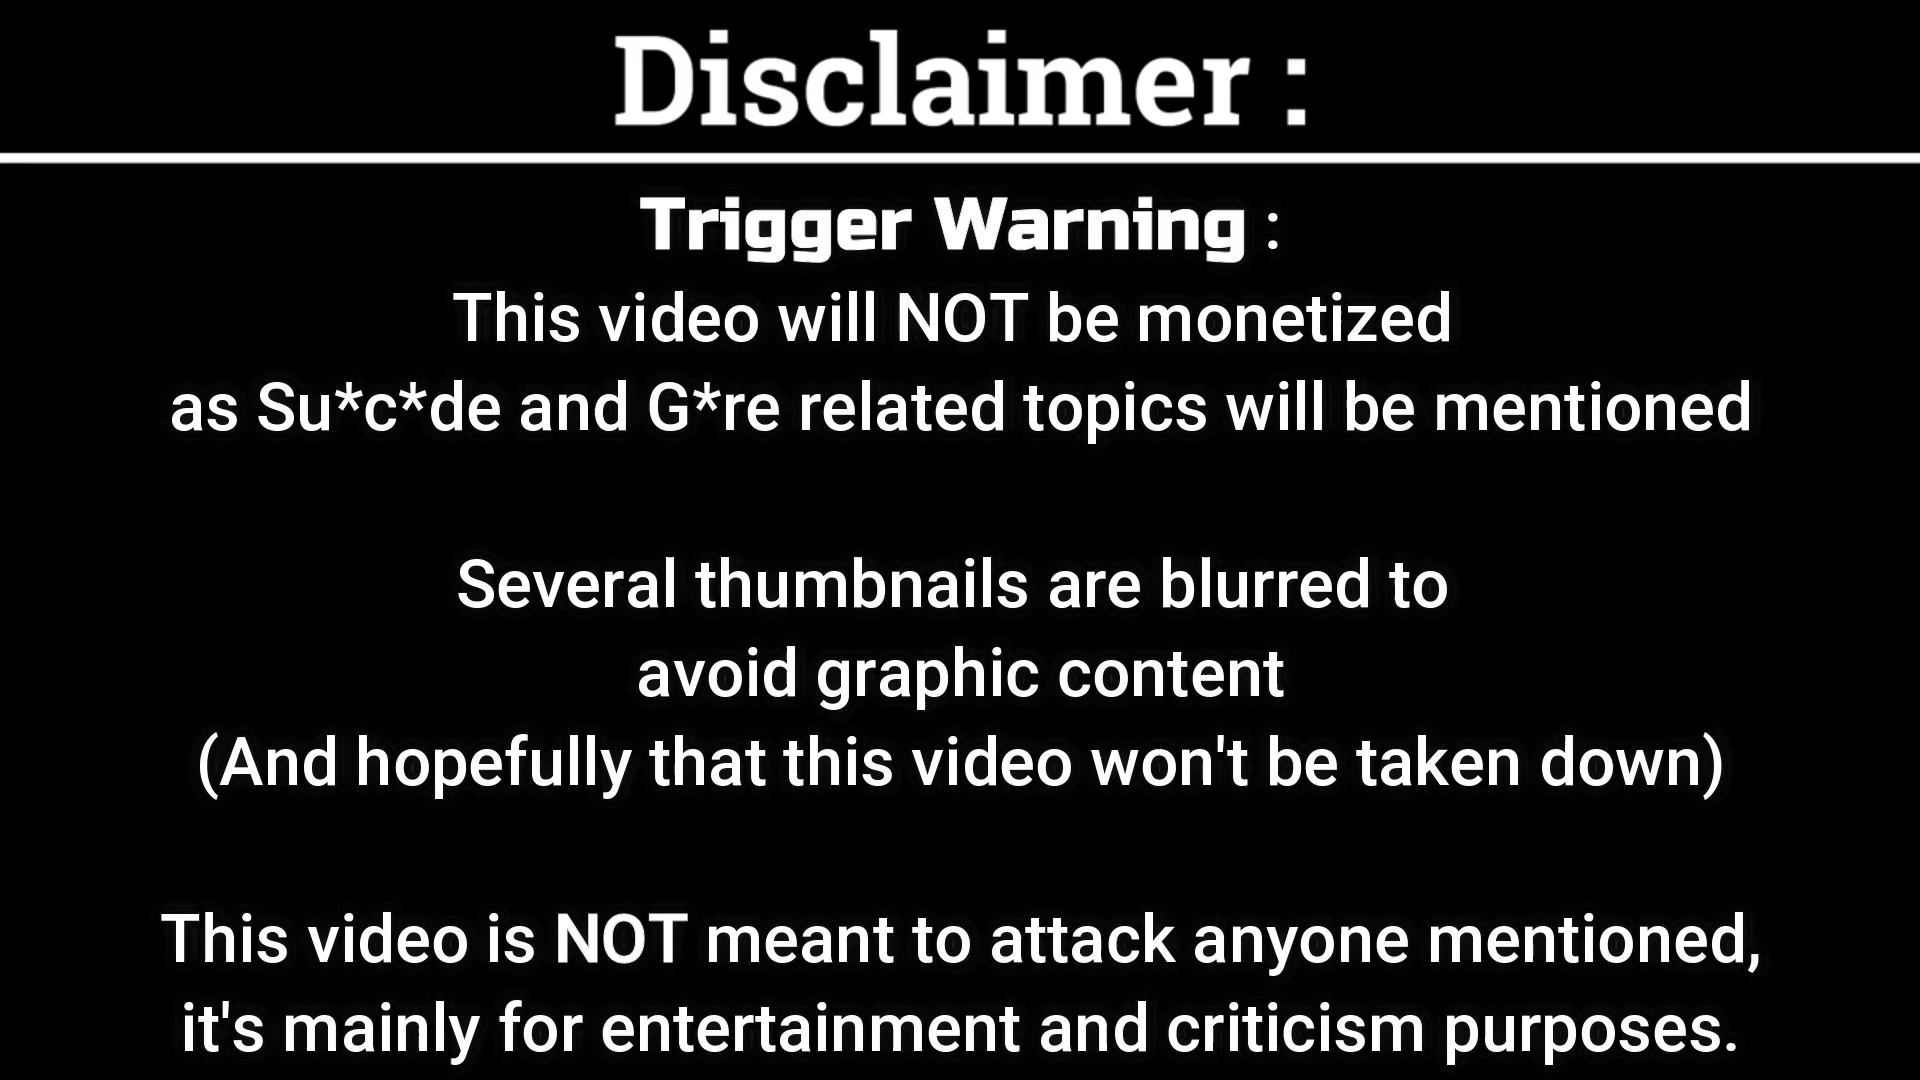 Disclaimer :
Trigger Warning :
This video will NOT be monetized
as Su*c*de and G*re related topics will be mentioned
Several thumbnails are blurred to
avoid graphic content
(And hopefully that this video won't be taken down)
This video is NOT meant to attack anyone mentioned,
it's mainly for entertainment and criticism purposes.